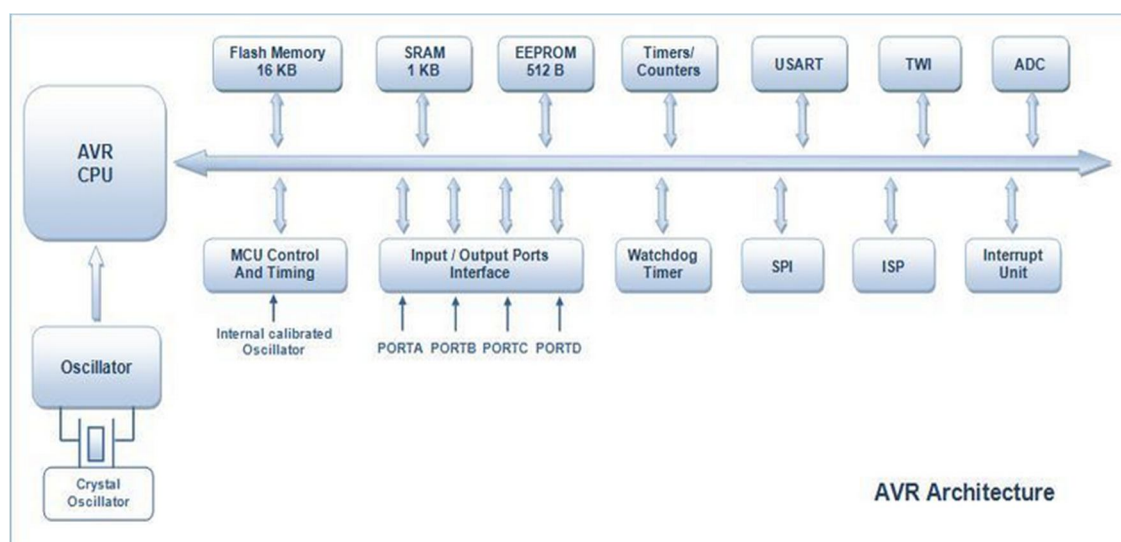 Flash Memory
16 KB
SRAM
1 KB
EEPROM
512 B
Timers/
Counters
USART
TWI
ADC
AVR
CPU
MCU Control
And Timing
Input / Output Ports
Interface
Watchdog
Timer
SPI
ISP
Interrupt
Unit
Internal calibrated
Oscillator
PORTA PORTB PORTC PORTD
Oscillator
Crystal
Oscillator
AVR Architecture